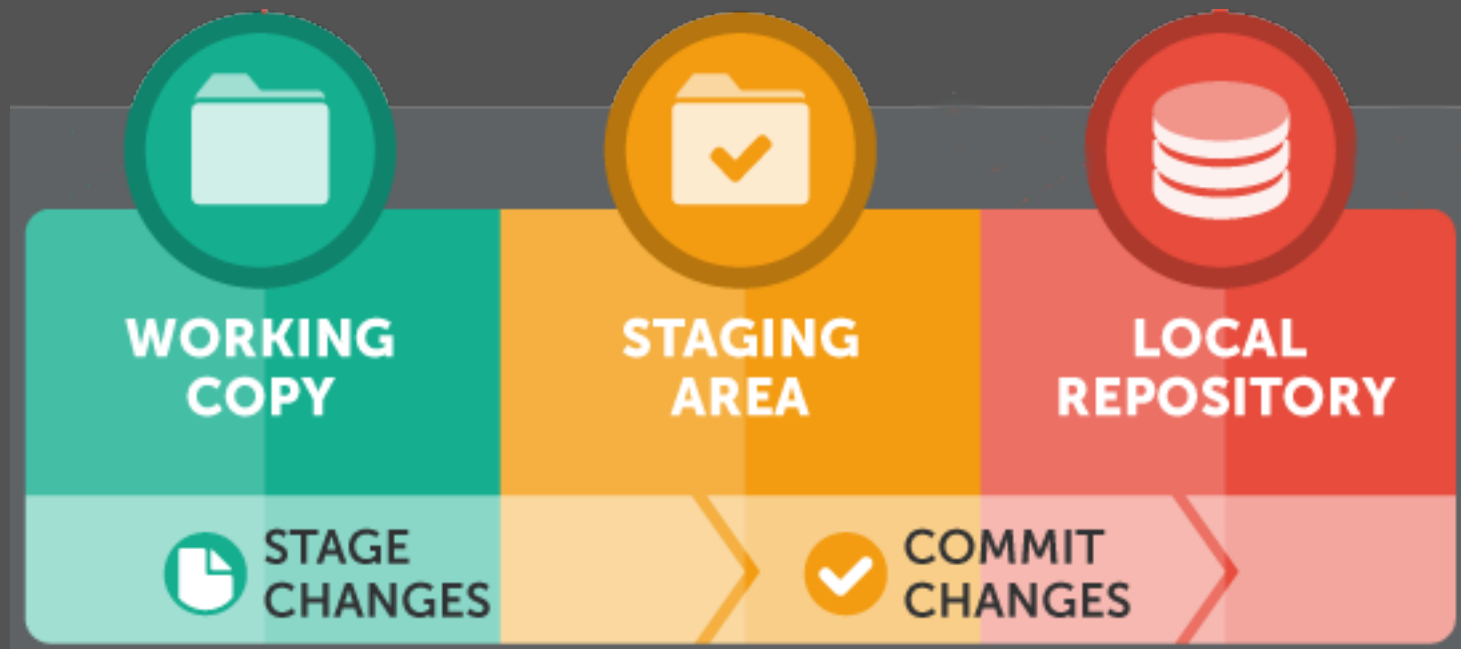 WORKING
COPY
STAGING
AREA
LOCAL
REPOSITORY
STAGE
CHANGES
COMMIT
CHANGES